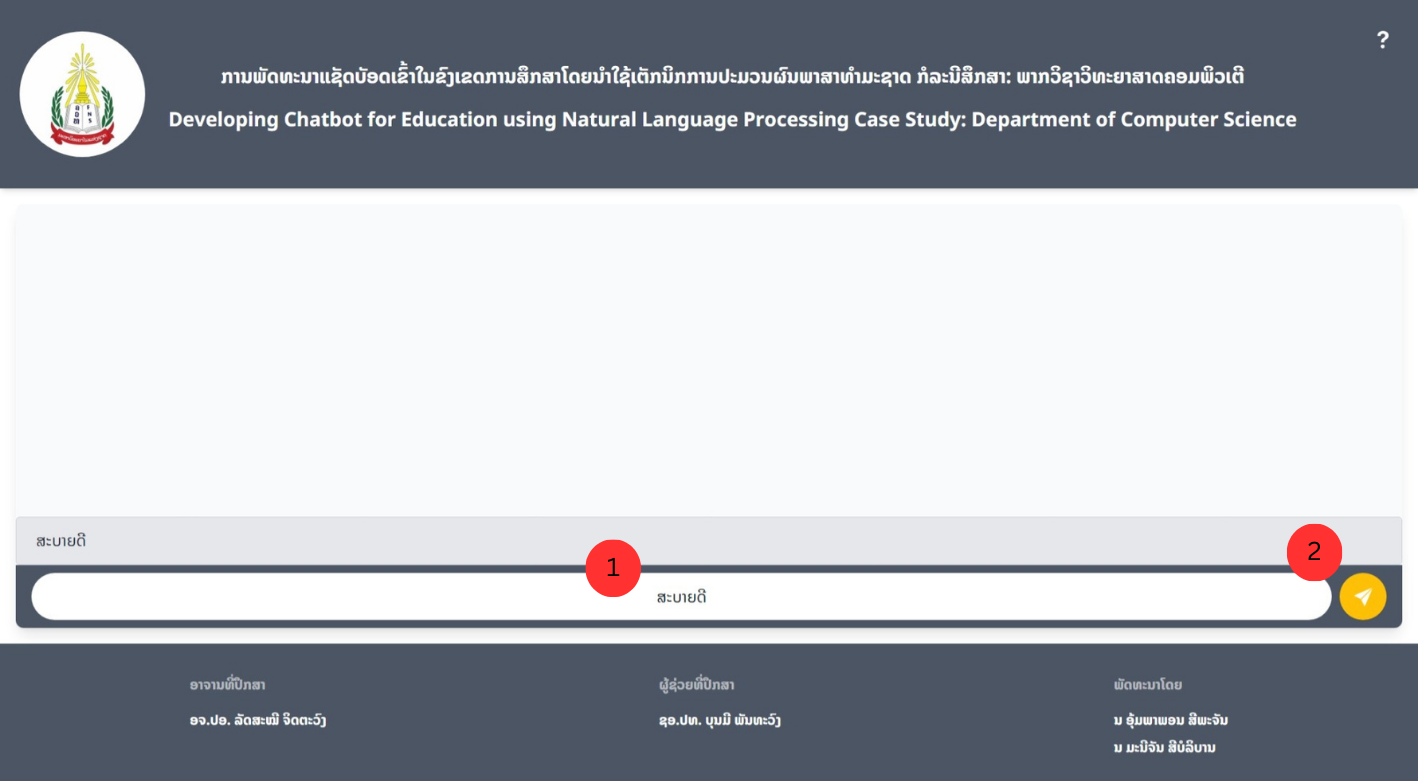 ?
ການພັດທະນາແຊັດບັອດເຂົ້າໃນຂົງເຂດການສຶກສາໂດຍນຳໃຊ້ເຕັກນິກການປະມວນຜົນພາສາທຳມະຊາດ ກໍລະນີສຶກສາ: ພາກວິຊາວິທະຍາສາດຄອມພິວເຕີ
Developing Chatbot for Education using Natural Language Processing Case Study: Department of Computer Science
ສະບາຍດີ
1
2
ສະບາຍດີ
ອາຈານທີ່ປຶກສາ
ອຈ.ປອ. ລັດສະໝີ ຈິດຕະວົງ
ຜູ້ຊ່ວຍທີ່ປຶກສາ
ຊອ.ປທ. ບຸນມີ ພັນທະວົງ
ພັດທະນາໂດຍ
ນ ອຸ້ມພາພອນ ສີພະຈັນ
ນ ມະນີຈັນ ສີບໍລິບານ